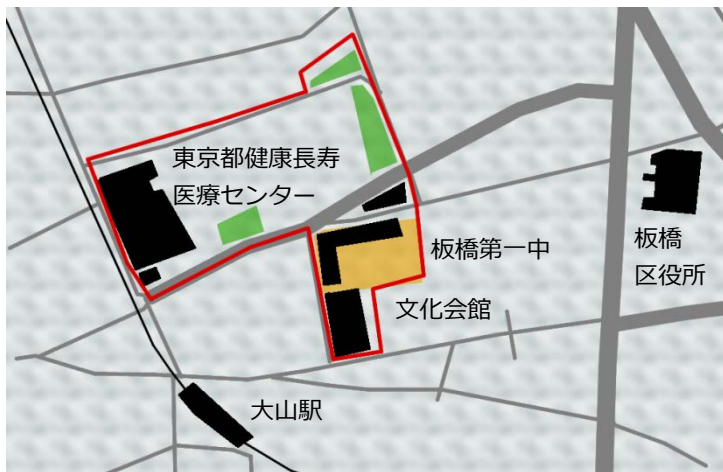 東京都健康長寿
医療センター
板橋第一中
板橋
区役所
文化会館
大山駅